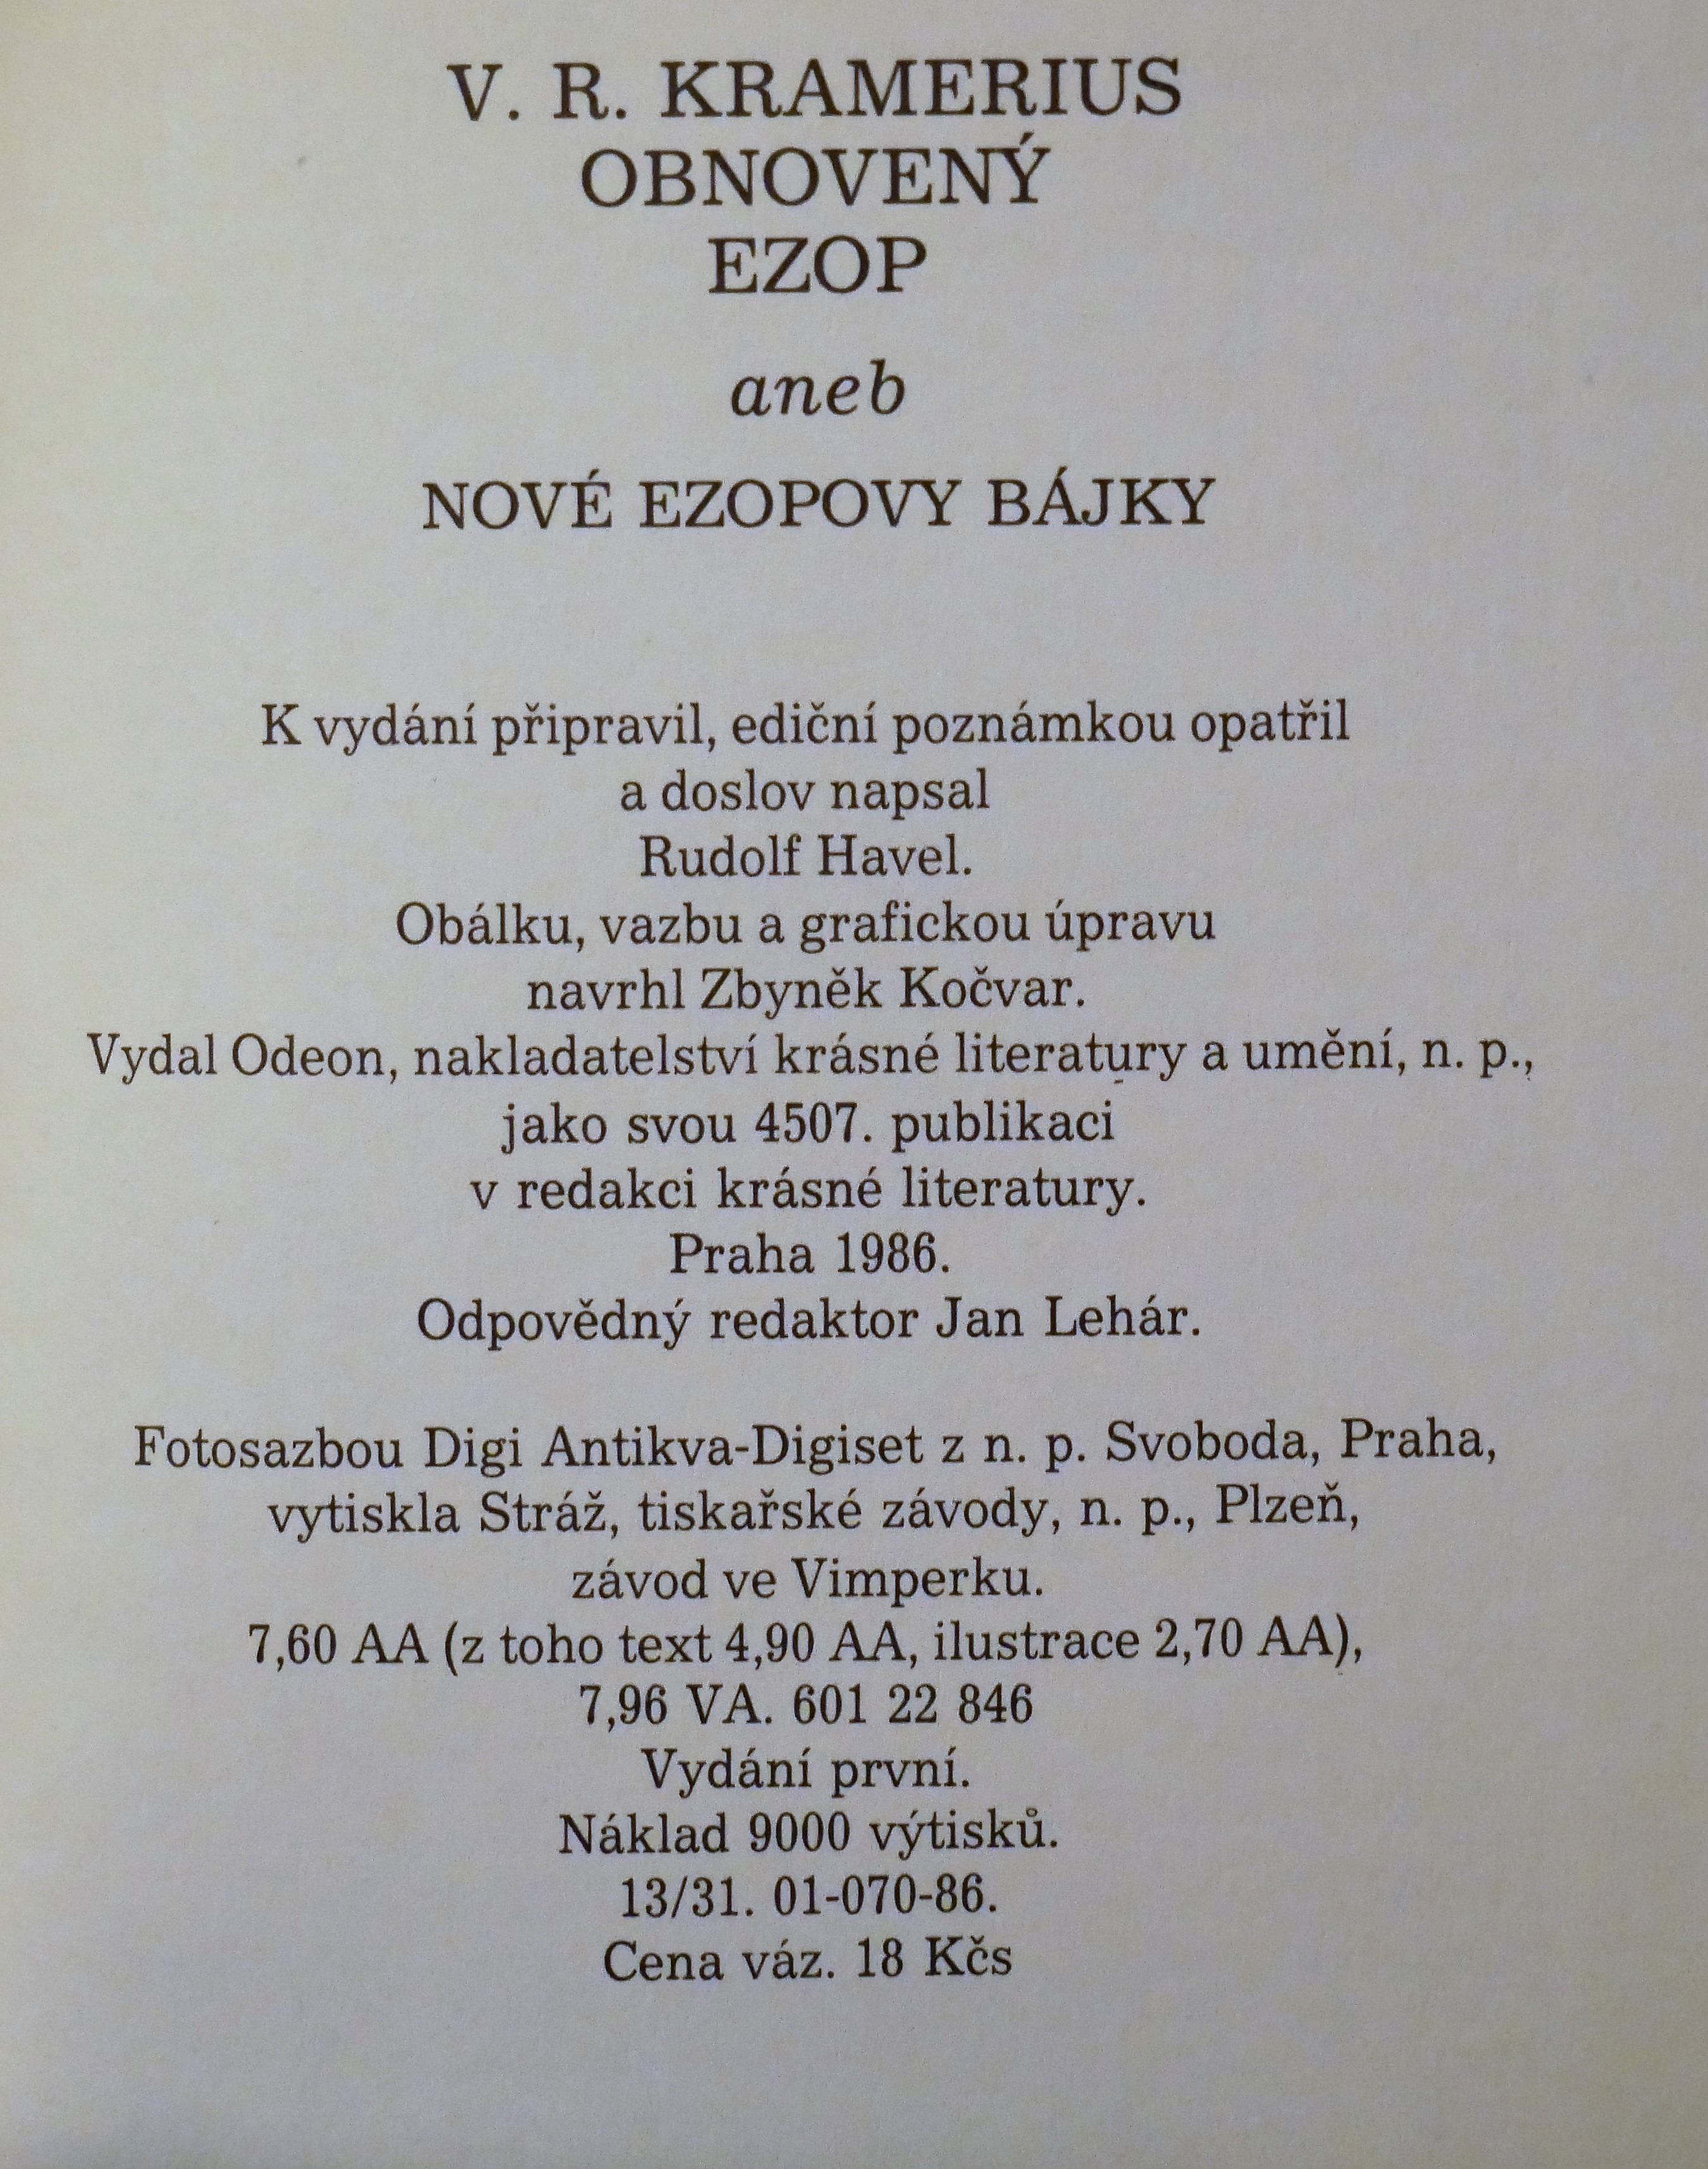 V. R. KRAMERIUS
OBNOVENÝ
EZOP
aneb
NOVÉ EZOPOVY BÁJKY
K vydání připravil, ediční poznámkou opatřil
a doslov napsal
Rudolf Havel.
Obálku, vazbu a grafickou úpravu
navrhl Zbyněk Kočvar.
Vydal Odeon, nakladatelství krásné literatury a umění, n. p.,
jako svou 4507. publikaci
v redakci krásné literatury.
Praha 1986.
Odpovědný redaktor Jan Lehár.
Fotosazbou Digi Antikva-Digiset z n. p. Svoboda, Praha,
vytiskla Stráž, tiskařské závody, n. p., Plzeň,
závod ve Vimperku.
7,60 AA (z toho text 4,90 AA, ilustrace 2,70 AA),
7,96 VA. 601 22 846
Vydání první.
Náklad 9000 výtisků.
13/31. 01-070-86.
Cena váz. 18 Kčs